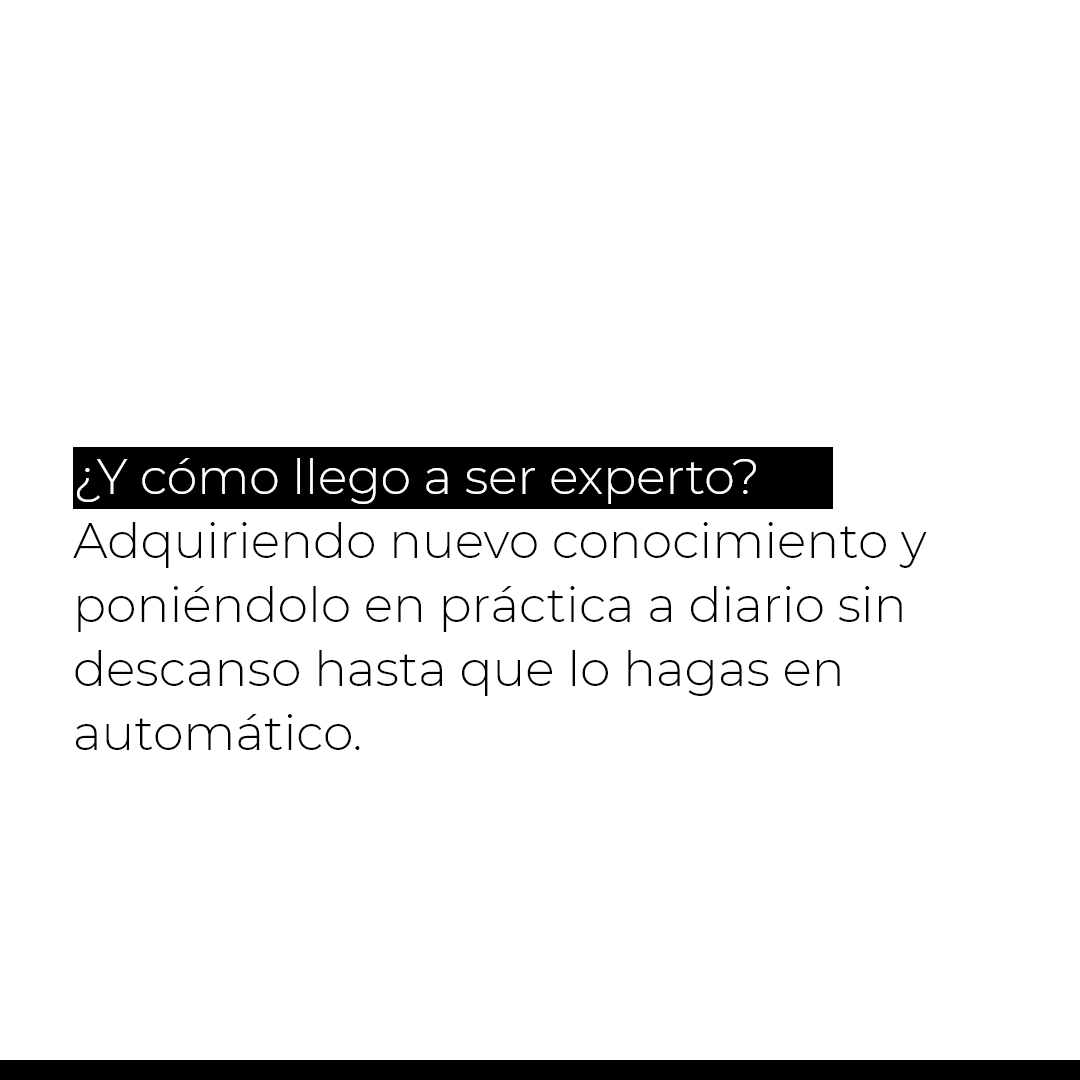 ¿Y cómo llego a ser experto?
Adquiriendo nuevo conocimiento y
poniéndolo en práctica a diario sin
descanso hasta que lo hagas en
automático.